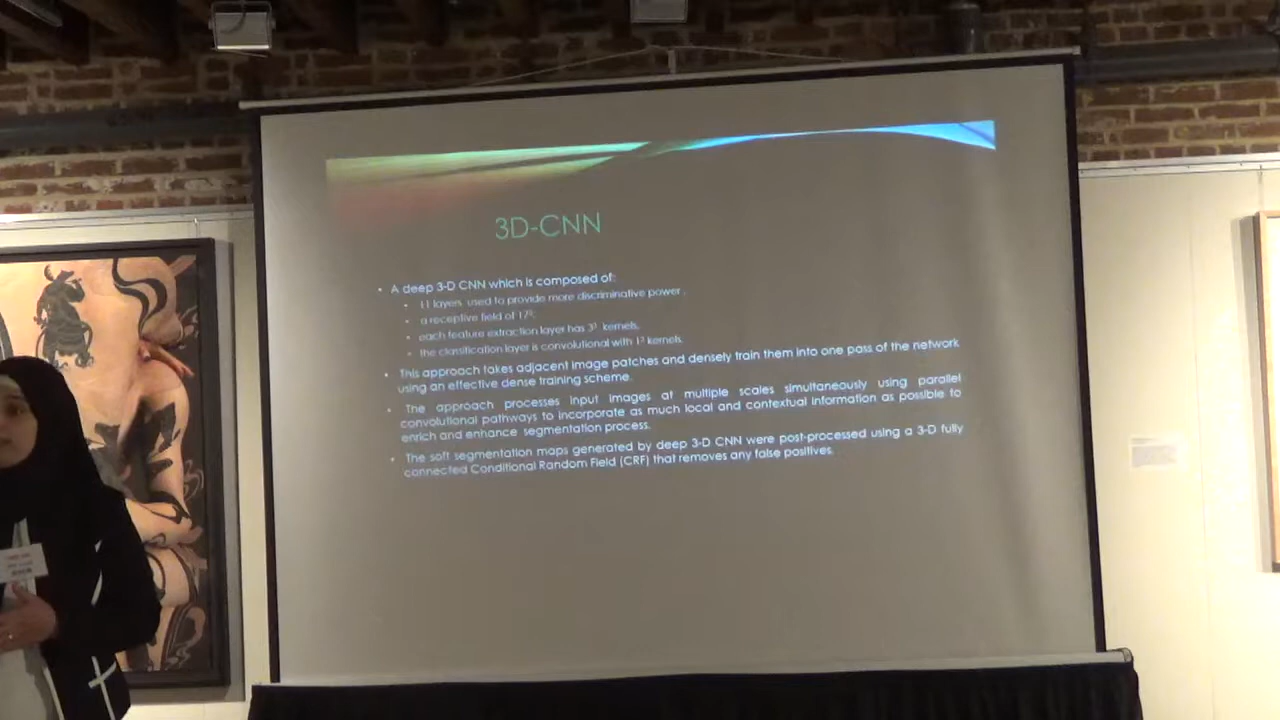 3D-CNN
• A deep 3-D CNN which is composed of:
• 11 layers used to provide more discriminative power .
• a receptive field of 17³;
• each feature extraction layer has 3³ kernels,
• the classification layer is convolutional with 1³ kernels.
• This approach takes adjacent image patches and densely train them into one pass of the network
using an effective dense training scheme.
• The approach processes input images at multiple scales simultaneously using parallel
convolutional pathways to incorporate as much local and contextual information as possible to
enrich and enhance segmentation process.
• The soft segmentation maps generated by deep 3-D CNN were post-processed using a 3-D fully
connected Conditional Random Field (CRF) that removes any false positives.